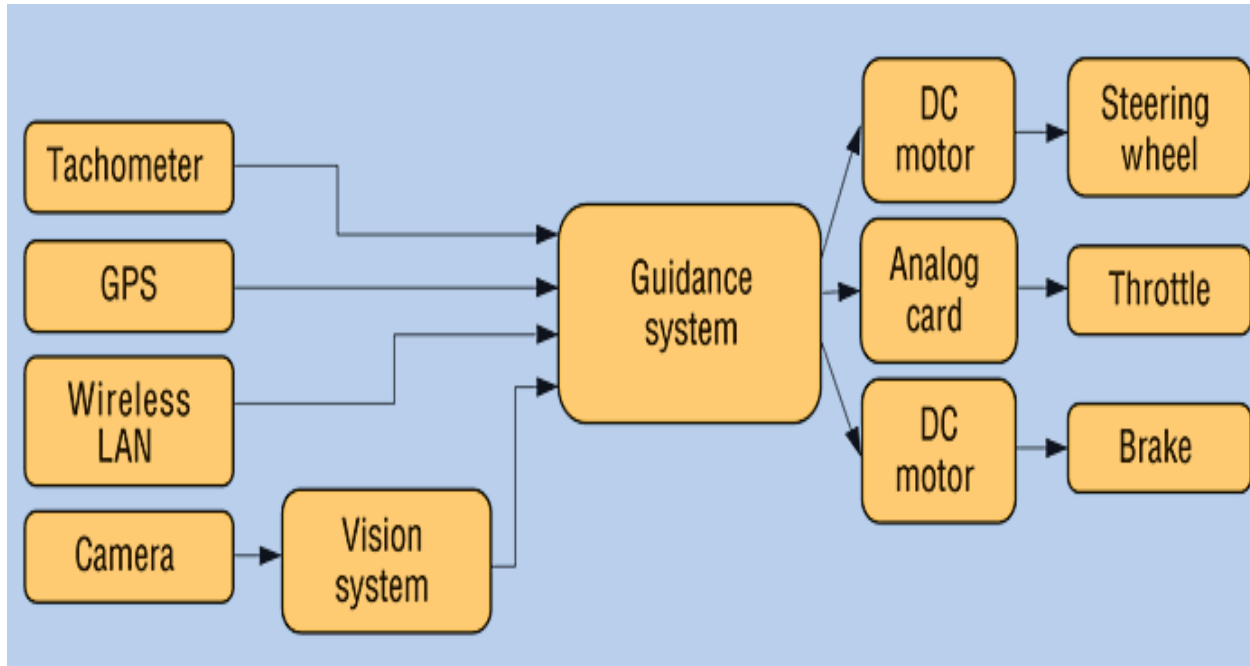 Tachometer
GPS
Wireless
LAN
Camera
Vision
system
Guidance
system
DC
motor
Analog
card
DC
motor
Steering
wheel
Throttle
Brake